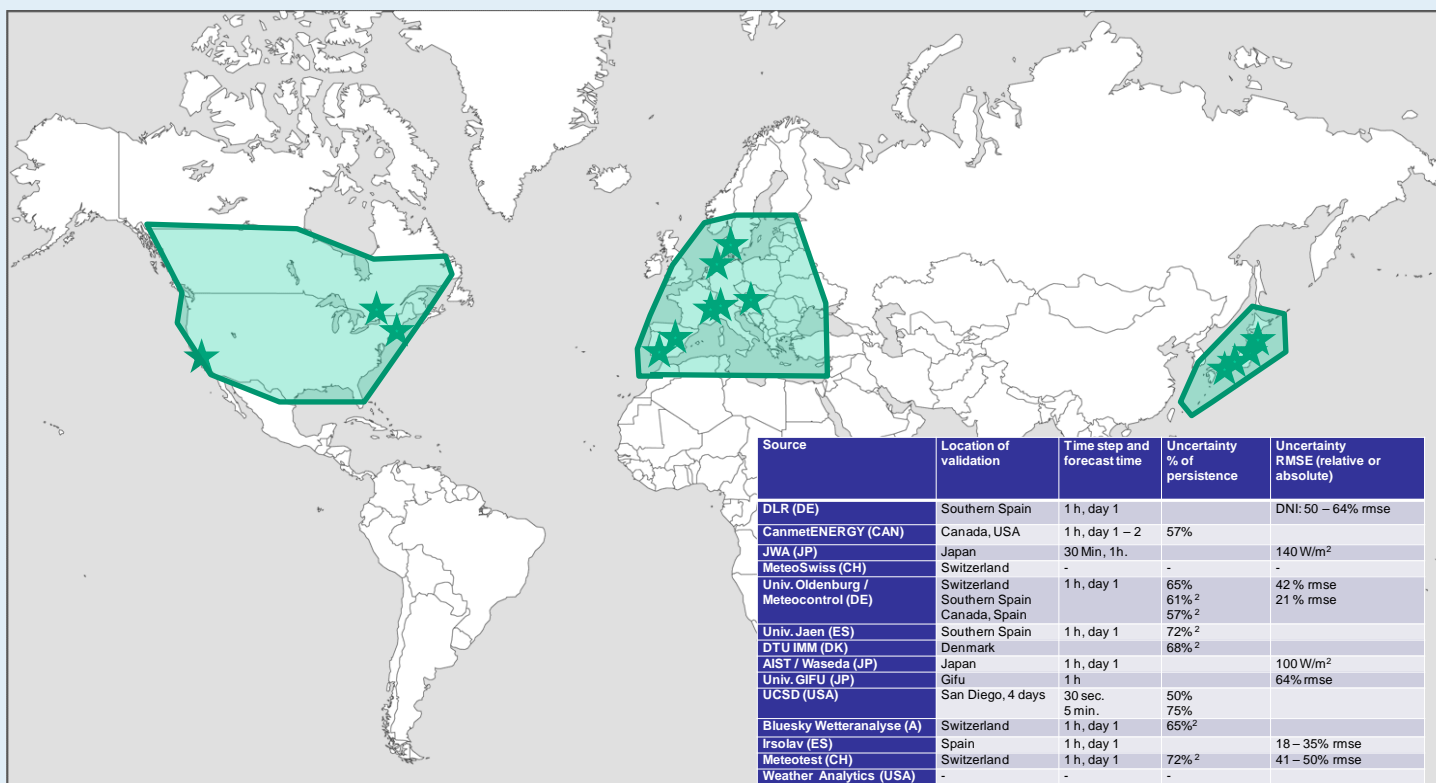 Source Location of validation Time step and forecast time Uncertainty % of persistence Uncertainty RMSE (relative or absolute)
DLR (DE) Southern Spain 1 h, day 1 DNI: 50 – 64% rmse
CanmetENERGY (CAN) Canada, USA 1 h, day 1 – 2 57%
JWA (JP) Japan 30 Min, 1h. 140 W/m²
MeteoSwiss (CH) Switzerland - - -
Univ. Oldenburg / Switzerland 1 h, day 1 65% 42 % rmse
Meteocontrol (DE) Southern Spain 61% ² 21 % rmse
Canada, Spain 57% ²
Univ. Jaen (ES) Southern Spain 1 h, day 1 72% ²
DTU IMM (DK) Denmark 68% ²
AIST / Waseda (JP) Japan 1 h, day 1 100 W/m²
Univ. GIFU (JP) Gifu 1 h 64% rmse
UCSD (USA) San Diego, 4 days 30 sec. 50%
5 min. 75%
Bluesky Wetteranalyse (A) Switzerland 1 h, day 1 65%²
Irsolav (ES) Spain 1 h, day 1 18 – 35% rmse
Meteotest (CH) Switzerland 1 h, day 1 72% ² 41 – 50% rmse
Weather Analytics (USA) - - -